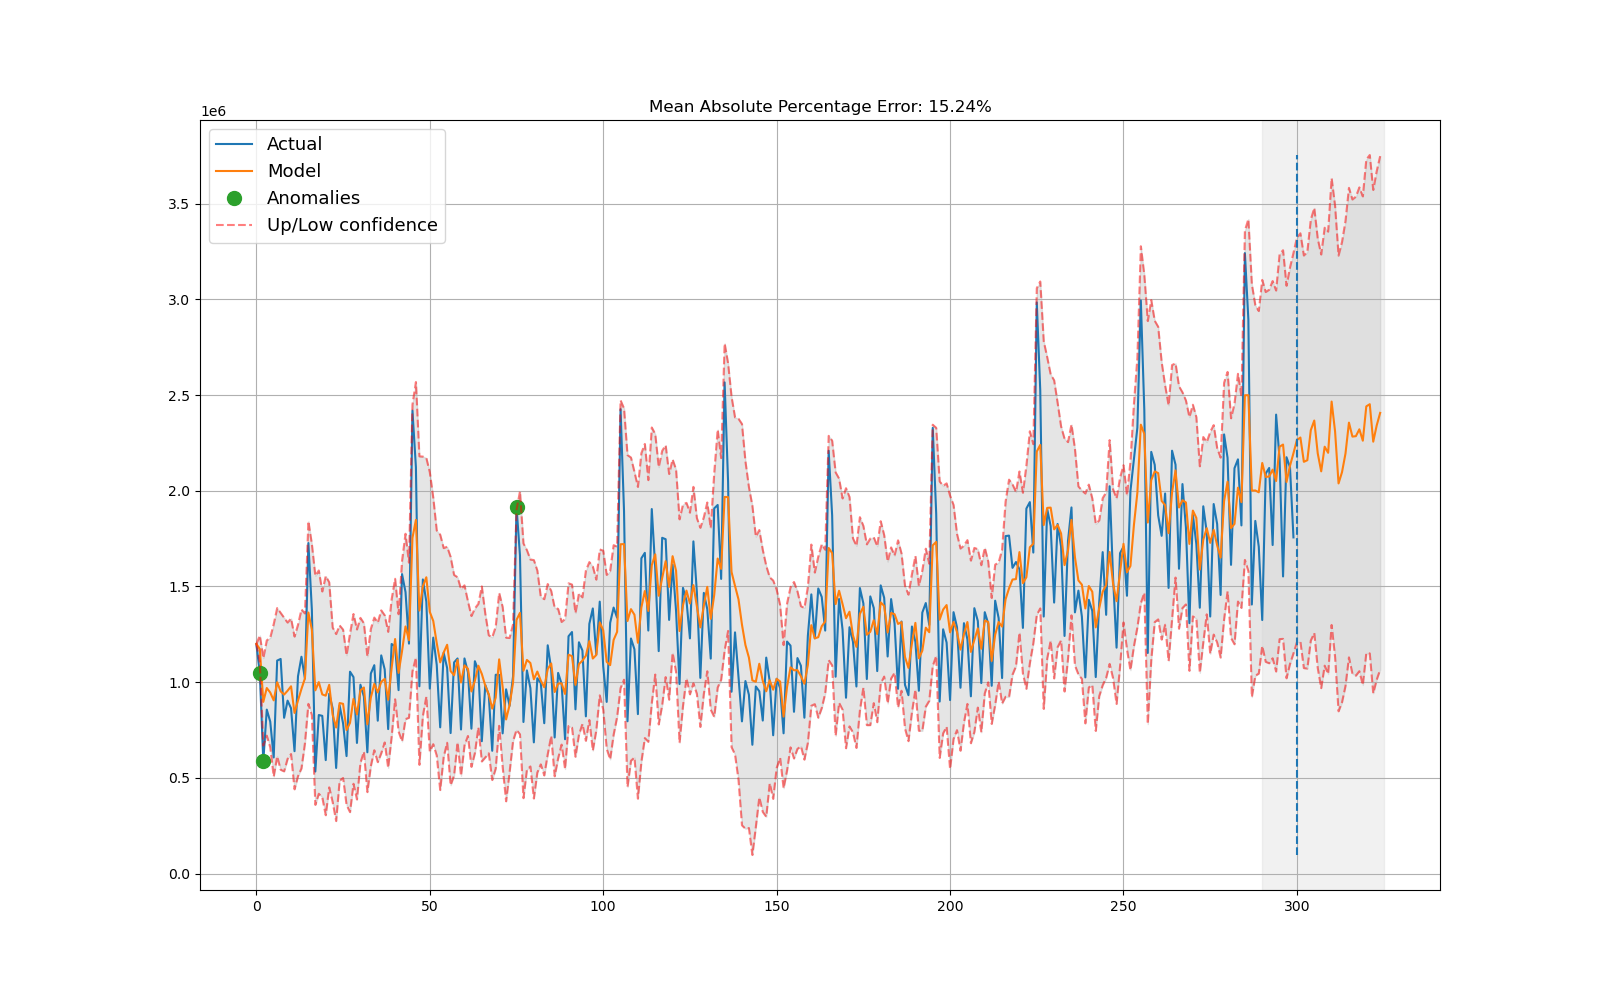 Mean Absolute Percentage Error: 15.24%
1e6
Actual
Model
Anomalies
Up/Low confidence
3.5
3.0
2.5
2.0
1.5
1.0
0.5
0.0
0 50 100 150 200 250 300